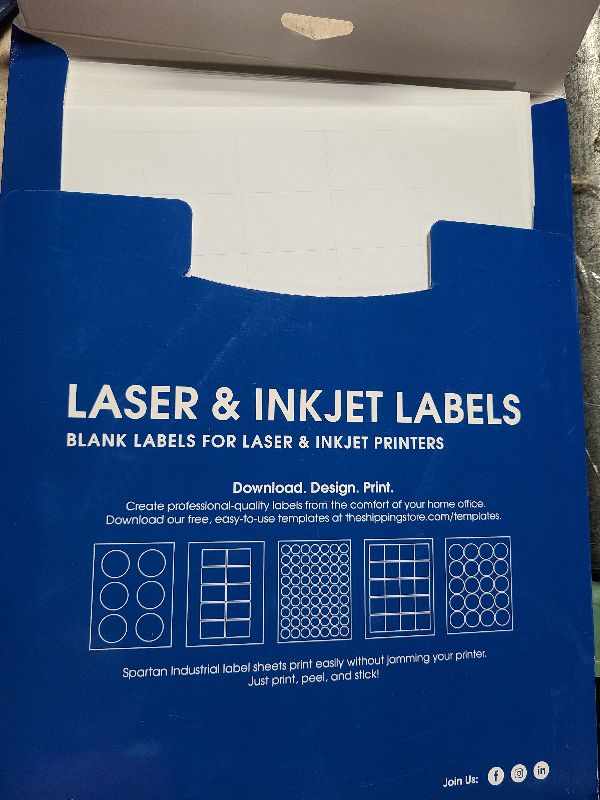 LASER & INKJET LABELS
BLANK LABELS FOR LASER & INKJET PRINTERS
Download. Design. Print.
Create professional-quality labels from the comfort of your home office.
Download our free, easy-to-use templates at theshippingstore.com/templates.
Spartan Industrial label sheets print easily without jamming your printer.
Just print, peel, and stick!
Join Us: f in